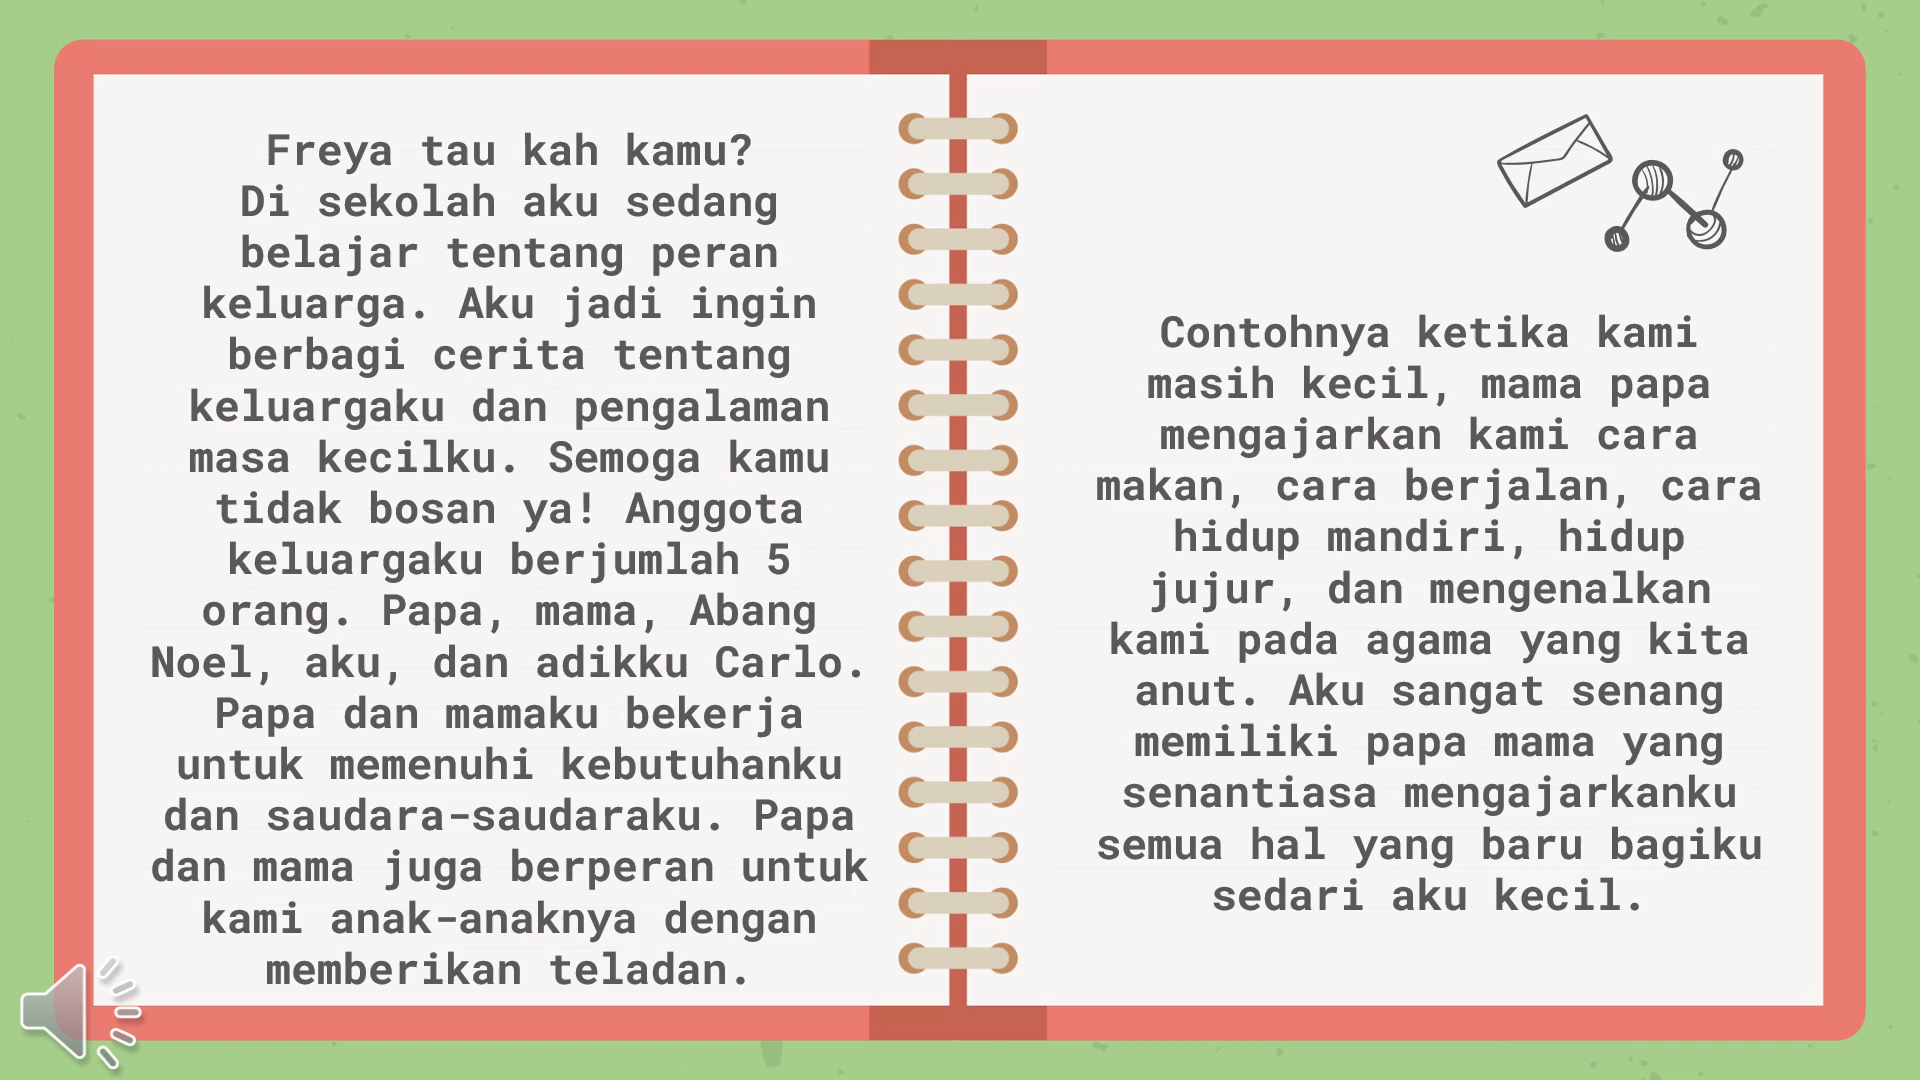 Freya tau kah kamu?
Di sekolah aku sedang
belajar tentang peran
keluarga. Aku jadi ingin
berbagi cerita tentang
keluargaku dan pengalaman
masa kecilku. Semoga kamu
tidak bosan ya! Anggota
keluargaku berjumlah 5
orang. Papa, mama, Abang
Noel, aku, dan adikku Carlo.
Papa dan mamaku bekerja
untuk memenuhi kebutuhanku
dan saudara-saudaraku. Papa
dan mama juga berperan untuk
kami anak-anaknya dengan
memberikan teladan.
Contohnya ketika kami
masih kecil, mama papa
mengajarkan kami cara
makan, cara berjalan, cara
hidup mandiri, hidup
jujur, dan mengenalkan
kami pada agama yang kita
anut. Aku sangat senang
memiliki papa mama yang
senantiasa mengajarkanku
semua hal yang baru bagiku
sedari aku kecil.